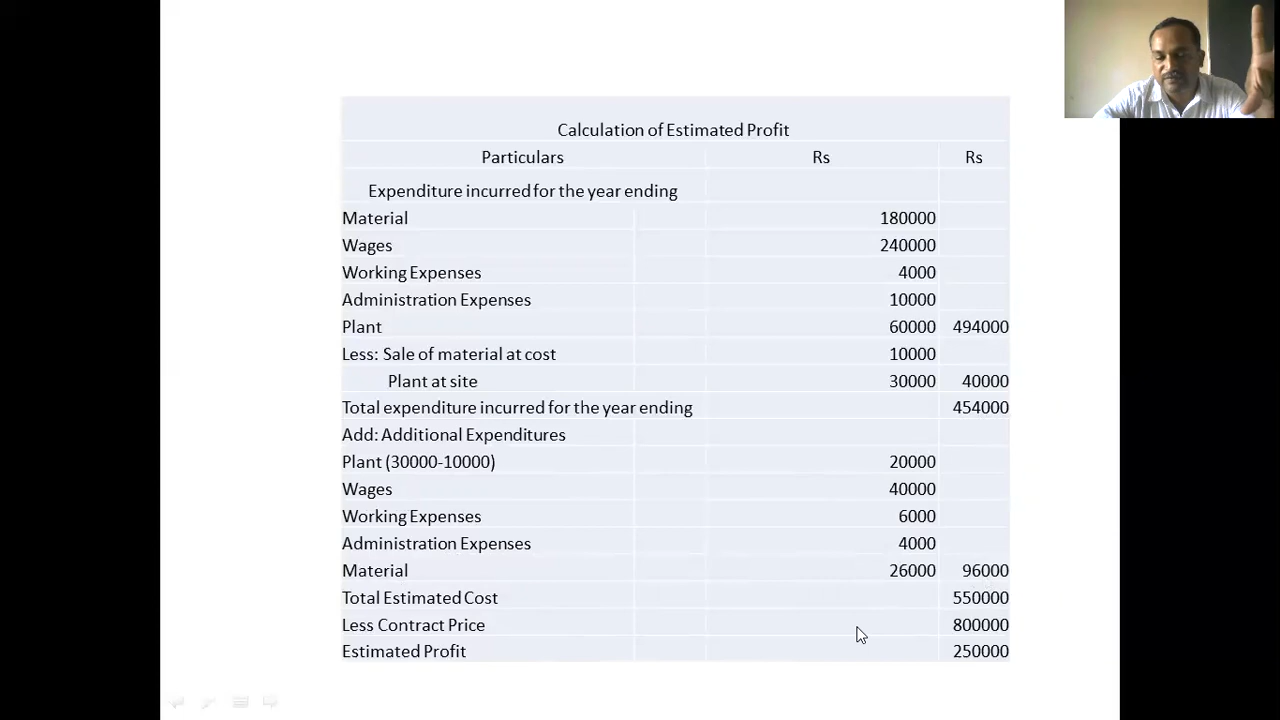 Calculation of Estimated Profit
Particulars Rs Rs
Expenditure incurred for the year ending
Material 180000
Wages 240000
Working Expenses 4000
Administration Expenses 10000
Plant 60000 494000
Less: Sale of material at cost 10000
Plant at site 30000 40000
Total expenditure incurred for the year ending 454000
Add: Additional Expenditures
Plant (30000-10000) 20000
Wages 40000
Working Expenses 6000
Administration Expenses 4000
Material 26000 96000
Total Estimated Cost 550000
Less Contract Price 800000
Estimated Profit 250000